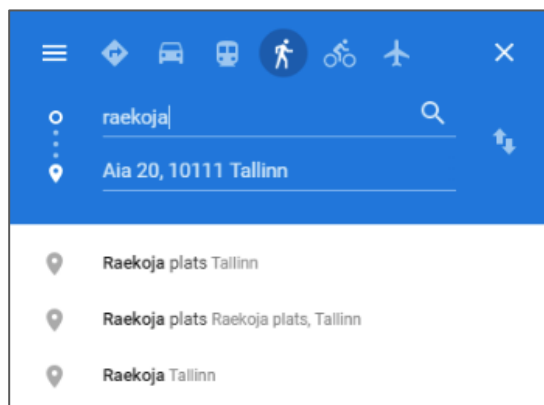 raekoja
Aia 20, 10111 Tallinn
Raekoja plats Tallinn
Raekoja plats Raekoja plats, Tallinn
Raekoja Tallinn